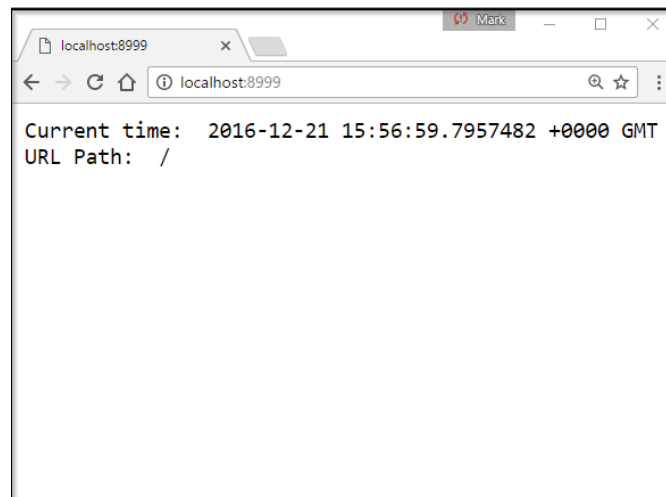 Mark
localhost:8999
localhost:8999
Current time:  2016-12-21 15:56:59.7957482 +0000 GMT
URL Path:  /